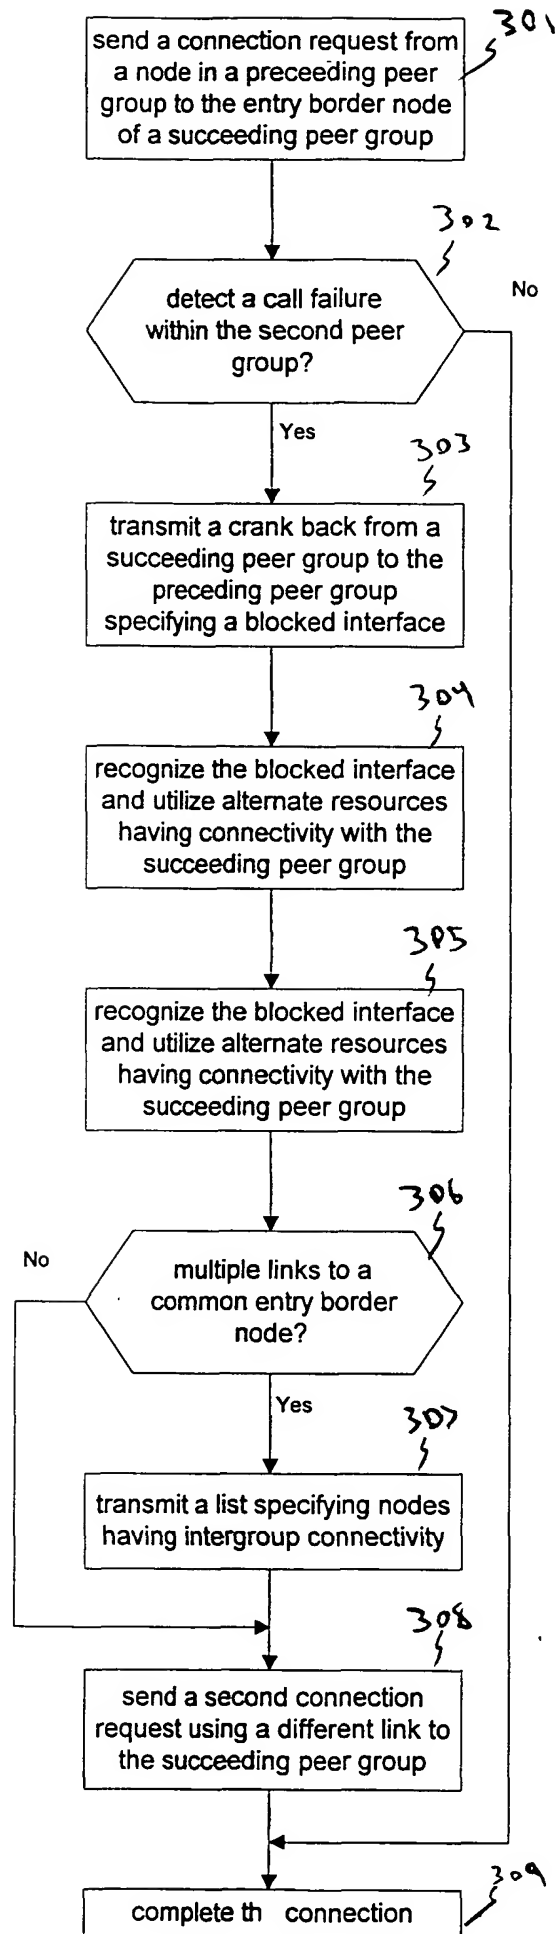 301
send a connection request from
a node in a preceeding peer
group to the entry border node
of a succeeding peer group
302
No
detect a call failure
within the second peer
group?
Yes
303
transmit a crank back from a
succeeding peer group to the
preceding peer group
specifying a blocked interface
304
recognize the blocked interface
and utilize alternate resources
having connectivity with the
succeeding peer group
305
recognize the blocked interface
and utilize alternate resources
having connectivity with the
succeeding peer group
306
No
multiple links to a
common entry border
node?
Yes
307
transmit a list specifying nodes
having intergroup connectivity
308
send a second connection
request using a different link to
the succeeding peer group
309
complete th connection